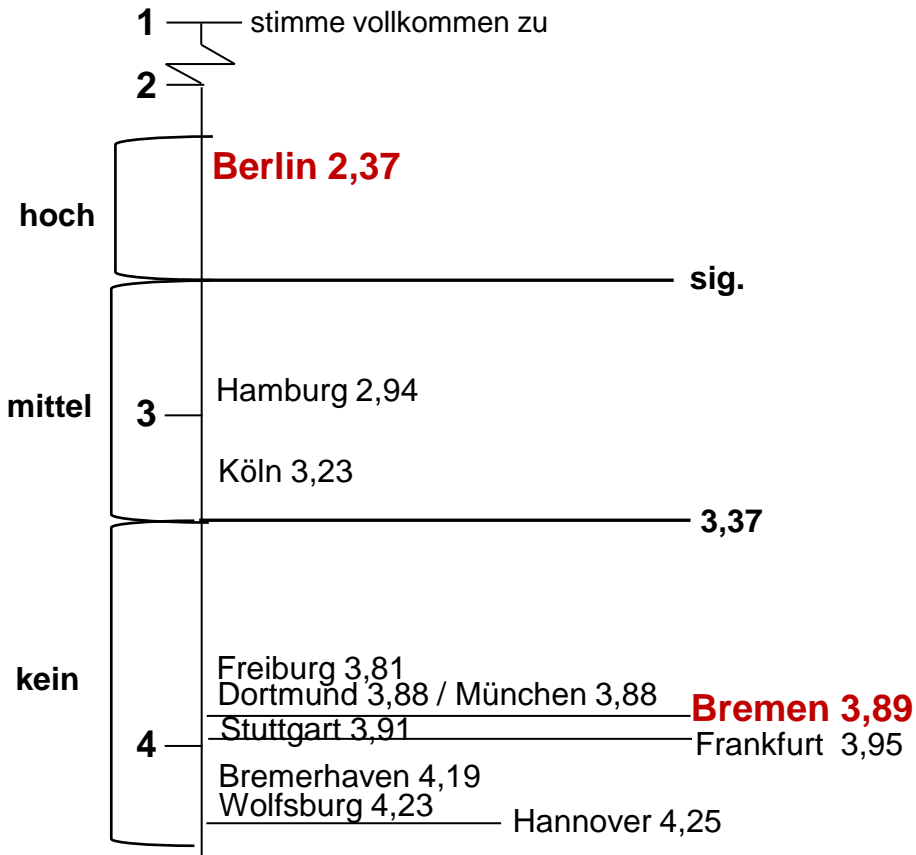 1 stimme vollkommen zu
2
Berlin 2,37
hoch
sig.
Hamburg 2,94
mittel 3
Köln 3,23
3,37
Freiburg 3,81
kein
Dortmund 3,88 / München 3,88
Bremen 3,89
Stuttgart 3,91
4
Frankfurt 3,95
Bremerhaven 4,19
Wolfsburg 4,23
Hannover 4,25